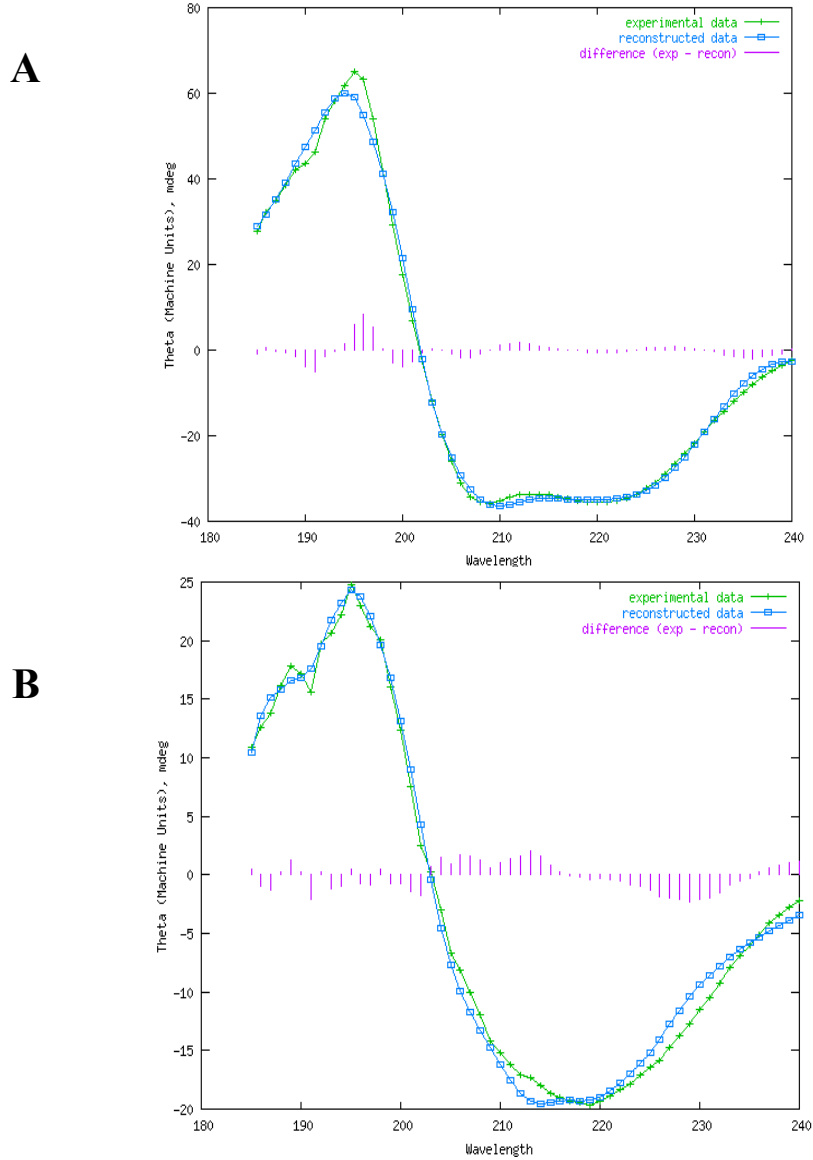 A
80
60
40
20
0
-20
-40
180 190 200 210 220 230 240
Theta (Machine Units), mdeg
Wavelength
experimental data
reconstructed data
difference (exp - recon)
B
25
20
15
10
5
0
-5
-10
-15
-20
180 190 200 210 220 230 240
Theta (Machine Units), mdeg
Wavelength
experimental data
reconstructed data
difference (exp - recon)